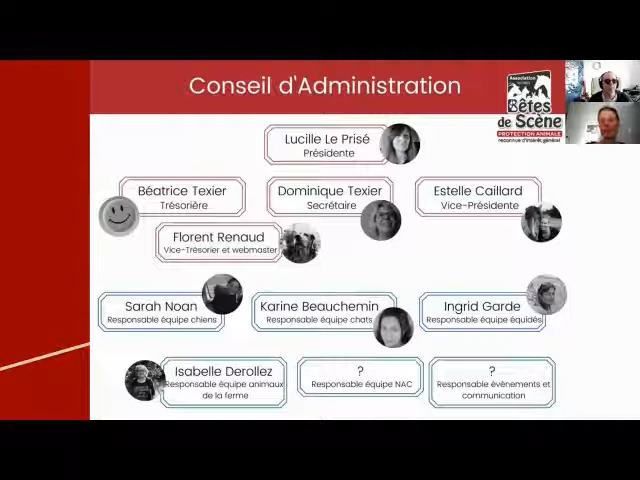 Conseil d'Administration
Association
Bêtes
de Scène
PROTECTION ANIMALE
reconnue d'intérêt général
Lucille Le Prisé
Présidente
Béatrice Texier
Trésorière
Dominique Texier
Secrétaire
Estelle Caillard
Vice-Présidente
Florent Renaud
Vice-Trésorier et webmaster
Sarah Noan
Responsable équipe chiens
Karine Beauchemin
Responsable équipe chats
Ingrid Garde
Responsable équipe équidés
Isabelle Derollez
Responsable équipe animaux
de la ferme
?
Responsable équipe NAC
?
Responsable évènements et
communication